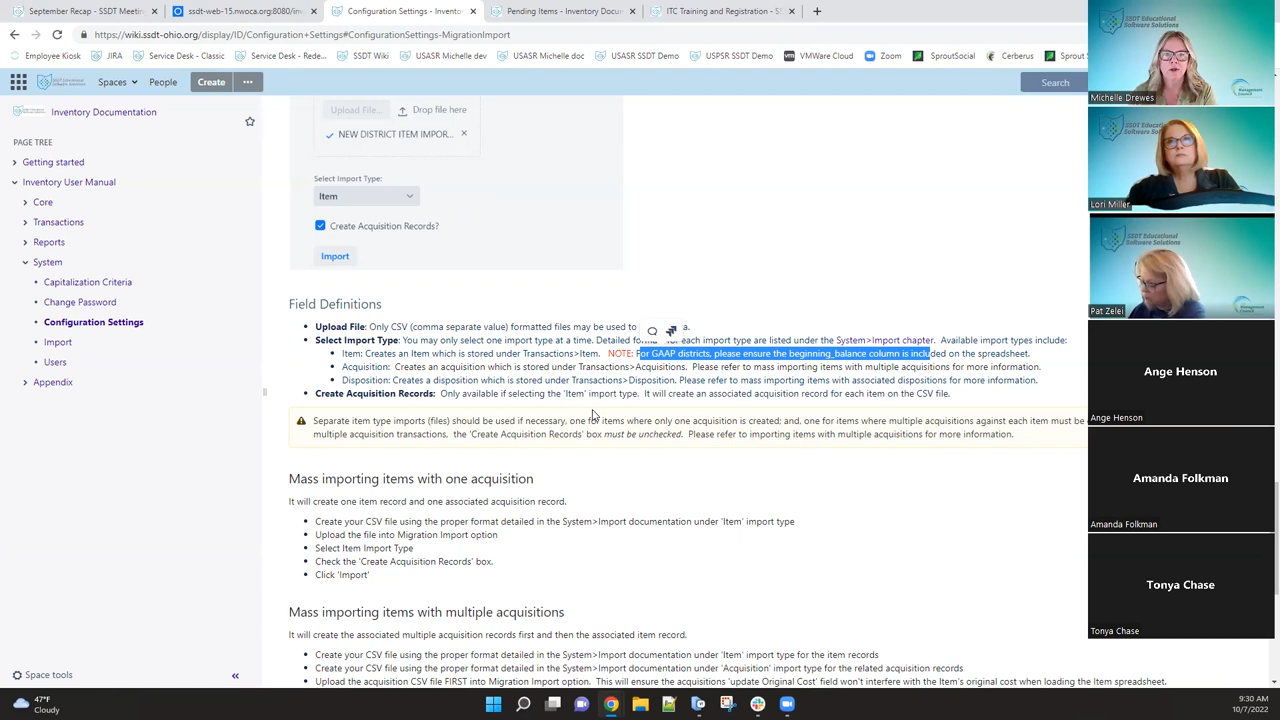 September Recap - SSDT Meetin
ssdt-web-15.nwoca.org:8080/in
Configuration Settings - Invento
Pending Items - Inventory Docu
ITC Training and Registration - S
https://wiki.ssdt-ohio.org/display/ID/Configuration+Settings#ConfigurationSettings-MigrationImport
Employee Kiosk
JIRA
Service Desk - Classic
Service Desk - Rede...
SSDT Wiki
USASR Michelle dev
USASR Michelle doc
USASR SSDT Demo
USPSR SSDT Demo
VMWare Cloud
Zoom
SproutSocial
Cerberus
Sprout S
Spaces
People
Create
Search
Inventory Documentation
PAGE TREE
Getting started
Inventory User Manual
Core
Transactions
Reports
System
Capitalization Criteria
Change Password
Configuration Settings
Import
Users
Appendix
Space tools
Upload File...
Drop file here
NEW DISTRICT ITEM IMPOR...
Select Import Type:
Item
Create Acquisition Records?
Import
Field Definitions
Upload File: Only CSV (comma separate value) formatted files may be used to a.
Select Import Type: You may only select one import type at a time. Detailed forma for each import type are listed under the System>Import chapter. Available import types include:
Item: Creates an Item which is stored under Transactions>Item. NOTE: For GAAP districts, please ensure the beginning_balance column is included on the spreadsheet.
Acquisition: Creates an acquisition which is stored under Transactions>Acquisitions. Please refer to mass importing items with multiple acquisitions for more information.
Disposition: Creates a disposition which is stored under Transactions>Disposition. Please refer to mass importing items with associated dispositions for more information.
Create Acquisition Records: Only available if selecting the 'Item' import type. It will create an associated acquisition record for each item on the CSV file.
Separate item type imports (files) should be used if necessary, one for items where only one acquisition is created; and, one for items where multiple acquisitions against each item must be
multiple acquisition transactions, the 'Create Acquisition Records' box must be unchecked. Please refer to importing items with multiple acquisitions for more information.
Mass importing items with one acquisition
It will create one item record and one associated acquisition record.
Create your CSV file using the proper format detailed in the System>Import documentation under 'Item' import type
Upload the file into Migration Import option
Select Item Import Type
Check the 'Create Acquisition Records' box.
Click 'Import'
Mass importing items with multiple acquisitions
It will create the associated multiple acquisition records first and then the associated item record.
Create your CSV file using the proper format detailed in the System>Import documentation under 'Item' import type for the item records
Create your CSV file using the proper format detailed in the System>Import documentation under 'Acquisition' import type for the related acquisition records
Upload the acquisition CSV file FIRST into Migration Import option. This will ensure the acquisitions 'update Original Cost' field won't interfere with the Item's original cost when loading the Item spreadsheet.
Michelle Drewes
Lori Miller
Pat Zelei
Ange Henson
Ange Henson
Amanda Folkman
Amanda Folkman
Tonya Chase
Tonya Chase
47°F
Cloudy
9:30 AM
10/7/2022